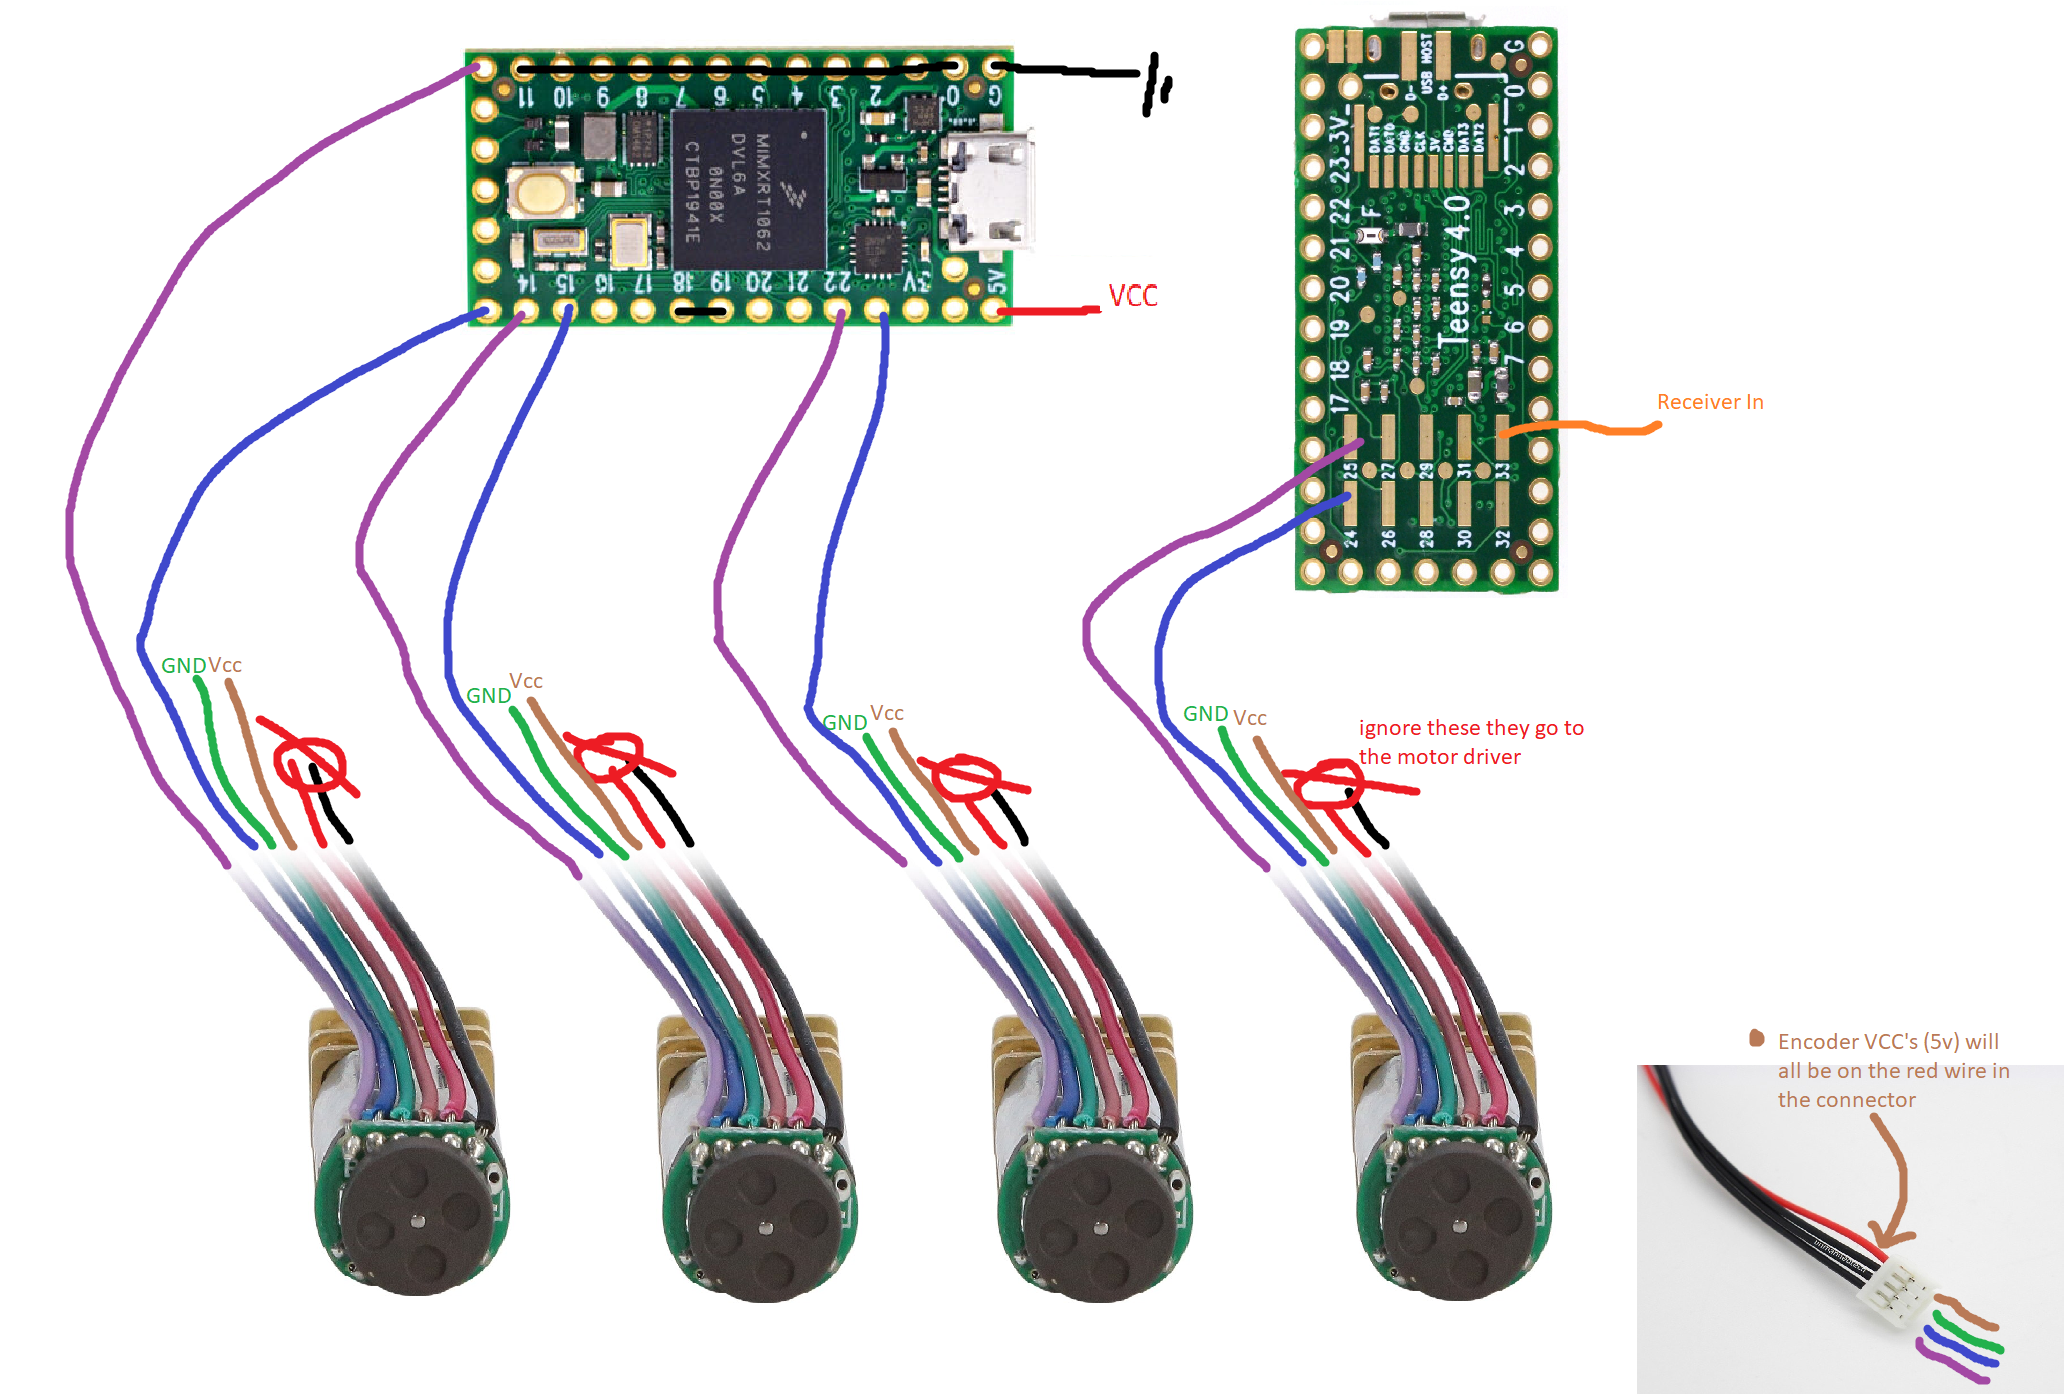 11 10 9 8 7 6 5 4 3 2 0 G
MIMXRT1062
DVL6A
0N00X
CTBP1941E
14 15 16 17 18 19 20 21 22 3V 5V
VCC
G
USB HOST
D- D+
0
1
2
3
4
5
6
7
DAT1
DAT0
GND
CLK
3V
CMD
DAT3
DAT2
3V
23
22
21
20
19
18
17
F
Teensy4.0
25 27 29 31 33
24 26 28 30 32
Receiver In
GND Vcc
GND Vcc
GND Vcc
GND Vcc
ignore these they go to
the motor driver
Encoder VCC's (5v) will
all be on the red wire in
the connector